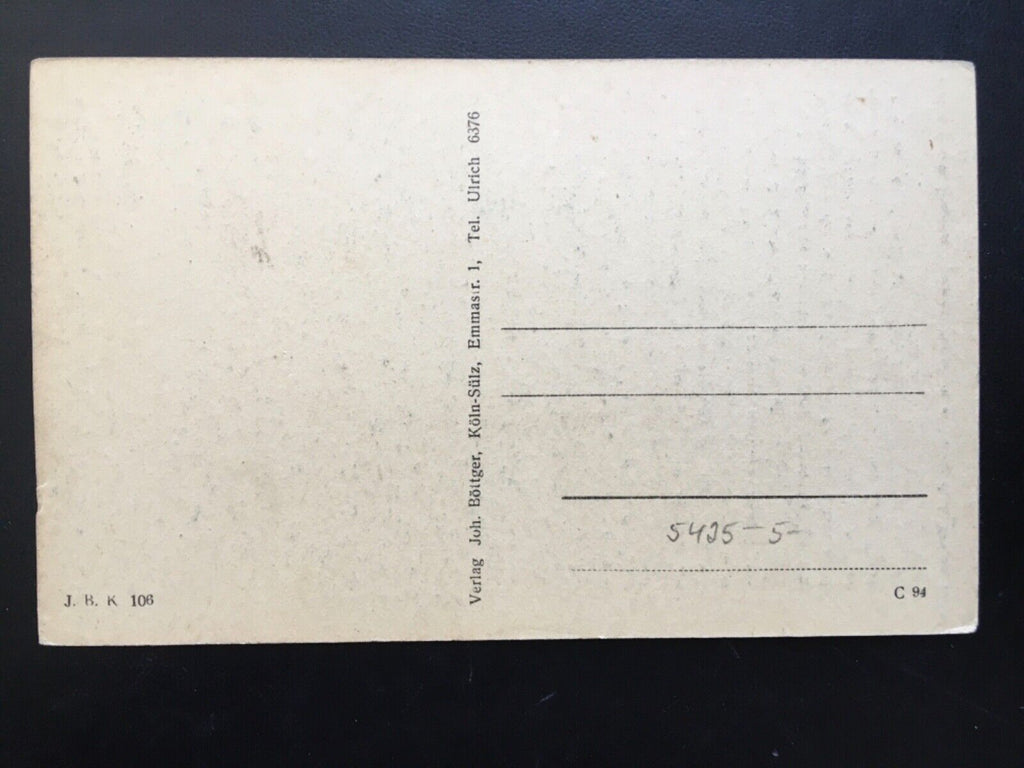 Verlag Joh. Böttger, Köln-Sülz, Emmastr. 1, Tel. Ulrich 6376
5425-5-
J. B. K 106
C 94